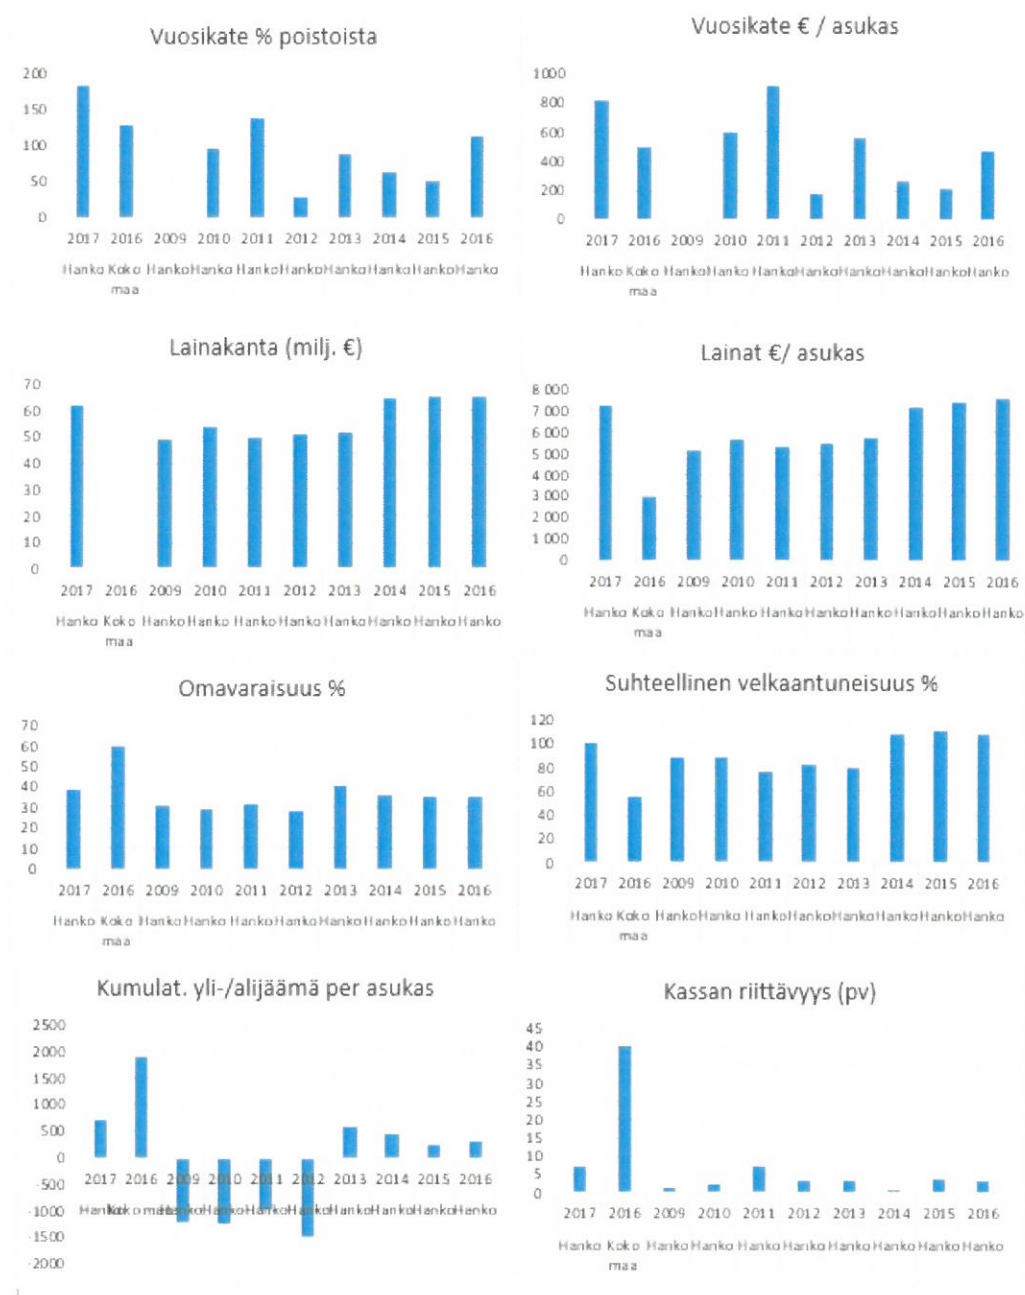 Vuosikate % poistoista
200
150
100
50
0
2017 2016 2009 2010 2011 2012 2013 2014 2015 2016
Hanko Koko Hanko Hanko Hanko Hanko Hanko Hanko Hanko Hanko
maa
Vuosikate € / asukas
1000
800
600
400
200
0
2017 2016 2009 2010 2011 2012 2013 2014 2015 2016
Hanko Koko Hanko Hanko Hanko Hanko Hanko Hanko Hanko Hanko
maa
Lainakanta (milj. €)
70
60
50
40
30
20
10
0
2017 2016 2009 2010 2011 2012 2013 2014 2015 2016
Hanko Koko Hanko Hanko Hanko Hanko Hanko Hanko Hanko Hanko
maa
Lainat €/ asukas
8 000
7 000
6 000
5 000
4 000
3 000
2 000
1 000
0
2017 2016 2009 2010 2011 2012 2013 2014 2015 2016
Hanko Koko Hanko Hanko Hanko Hanko Hanko Hanko Hanko Hanko
maa
Omavaraisuus %
70
60
50
40
30
20
10
0
2017 2016 2009 2010 2011 2012 2013 2014 2015 2016
Hanko Koko Hanko Hanko Hanko Hanko Hanko Hanko Hanko Hanko
maa
Suhteellinen velkaantuneisuus %
120
100
80
60
40
20
0
2017 2016 2009 2010 2011 2012 2013 2014 2015 2016
Hanko Koko Hanko Hanko Hanko Hanko Hanko Hanko Hanko Hanko
maa
Kumulat. yli-/alijäämä per asukas
2500
2000
1500
1000
500
0
-500
-1000
-1500
-2000
2017 2016 2009 2010 2011 2012 2013 2014 2015 2016
Hanko Koko maa Hanko Hanko Hanko Hanko Hanko Hanko Hanko Hanko
Kassan riittävyys (pv)
45
40
35
30
25
20
15
10
5
0
2017 2016 2009 2010 2011 2012 2013 2014 2015 2016
Hanko Koko Hanko Hanko Hanko Hanko Hanko Hanko Hanko Hanko
maa